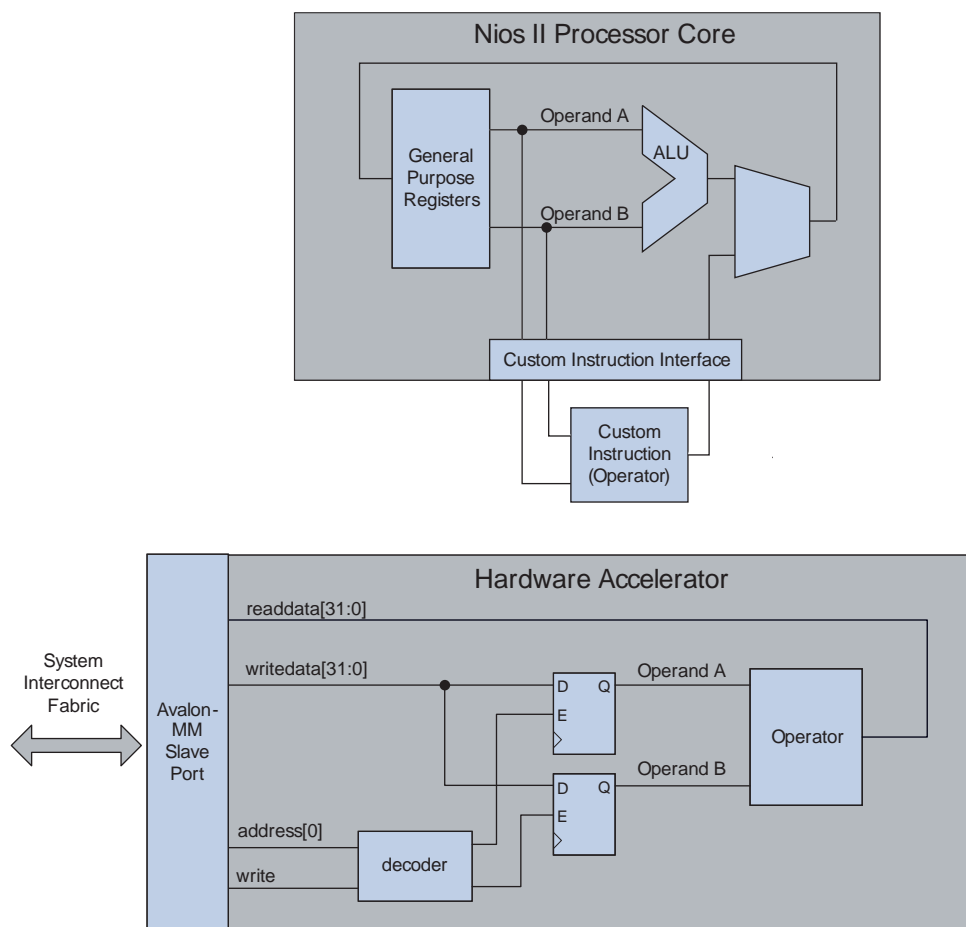 Nios II Processor Core
Operand A
General
Purpose
Registers
ALU
Operand B
Custom Instruction Interface
Custom
Instruction
(Operator)
Hardware Accelerator
readdata[31:0]
System
Interconnect
Fabric
writedata[31:0]
Avalon-
MM
Slave
Port
D Q
E
Operand A
Operator
D Q
E
Operand B
address[0]
decoder
write